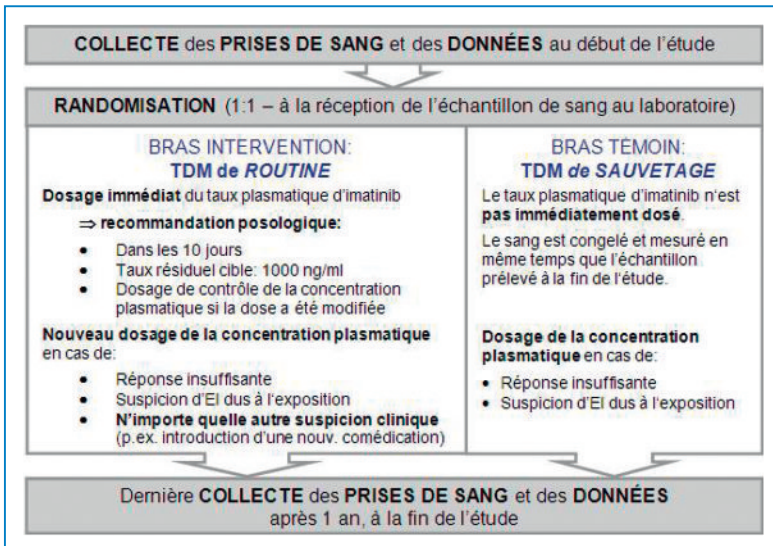 COLLECTE des PRISES DE SANG et des DONNÉES au début de l'étude
RANDOMISATION (1:1 – à la réception de l'échantillon de sang au laboratoire)
BRAS INTERVENTION:
TDM de ROUTINE
Dosage immédiat du taux plasmatique d'imatinib
⇒ recommandation posologique:
• Dans les 10 jours
• Taux résiduel cible: 1000 ng/ml
• Dosage de contrôle de la concentration
plasmatique si la dose a été modifiée
Nouveau dosage de la concentration plasmatique
en cas de:
• Réponse insuffisante
• Suspicion d'EI dus à l'exposition
• N'importe quelle autre suspicion clinique
(p.ex. introduction d'une nouv. comédication)
BRAS TÉMOIN:
TDM de SAUVETAGE
Le taux plasmatique d'imatinib n'est
pas immédiatement dosé.
Le sang est congelé et mesuré en
même temps que l'échantillon
prélevé à la fin de l'étude.
Dosage de la concentration
plasmatique en cas de:
• Réponse insuffisante
• Suspicion d'EI dus à l'exposition
Dernière COLLECTE des PRISES DE SANG et des DONNÉES
après 1 an, à la fin de l'étude